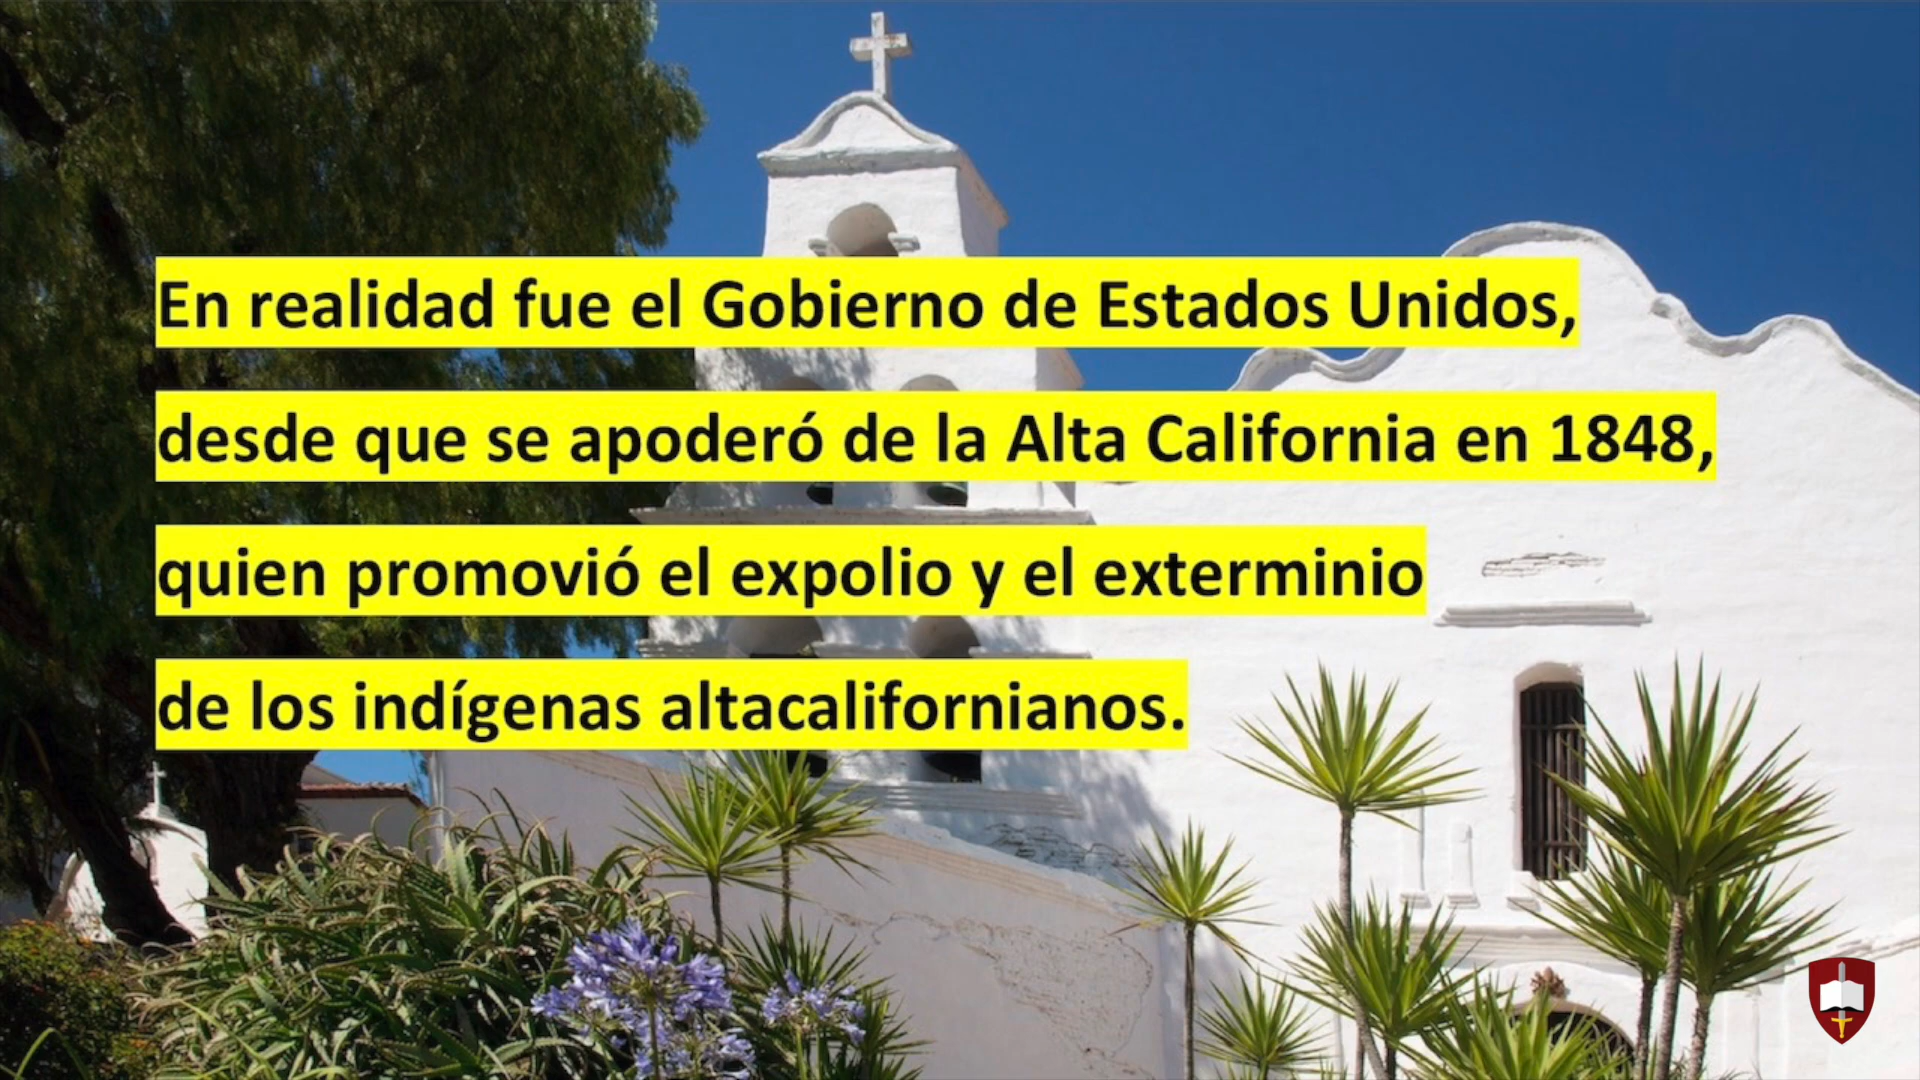 En realidad fue el Gobierno de Estados Unidos,
desde que se apoderó de la Alta California en 1848,
quien promovió el expolio y el exterminio
de los indígenas altacalifornianos.